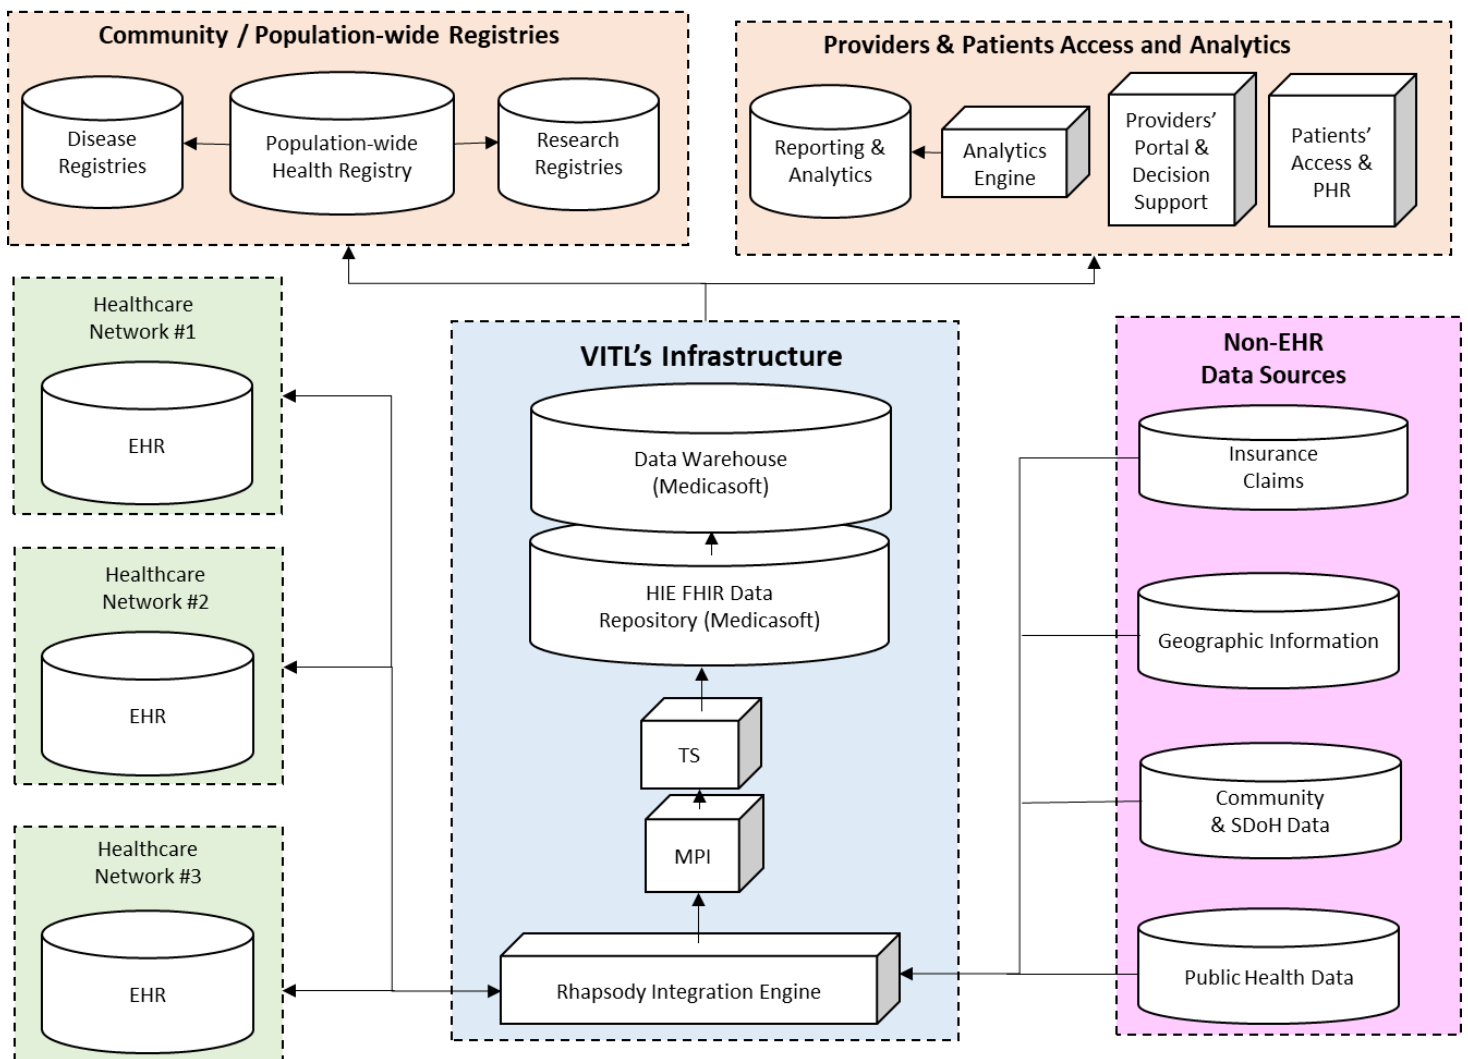 Community / Population-wide Registries
Disease
Registries
Population-wide
Health Registry
Research
Registries
Providers & Patients Access and Analytics
Reporting &
Analytics
Analytics
Engine
Providers’
Portal &
Decision
Support
Patients’
Access &
PHR
Healthcare
Network #1
EHR
Healthcare
Network #2
EHR
Healthcare
Network #3
EHR
VITL’s Infrastructure
Data Warehouse
(Medicasoft)
HIE FHIR Data
Repository (Medicasoft)
TS
MPI
Rhapsody Integration Engine
Non-EHR
Data Sources
Insurance
Claims
Geographic Information
Community
& SDoH Data
Public Health Data